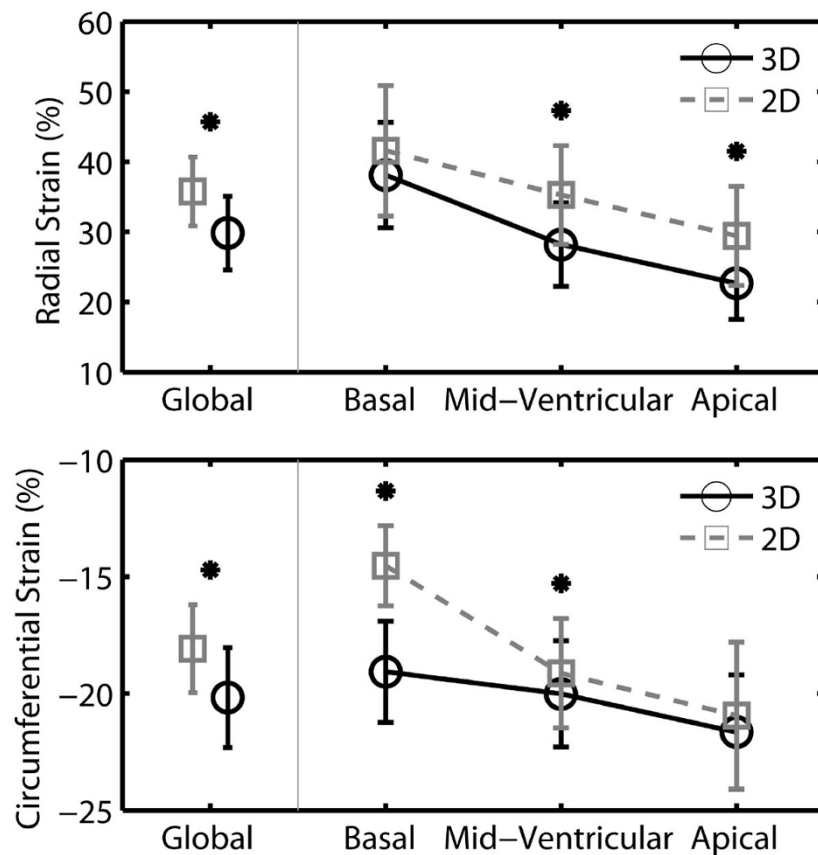 Radial Strain (%)
60
50
40
30
20
10
3D
2D
*
*
*
Global
Basal
Mid−Ventricular
Apical
Circumferential Strain (%)
−10
−15
−20
−25
3D
2D
*
*
*
Global
Basal
Mid−Ventricular
Apical